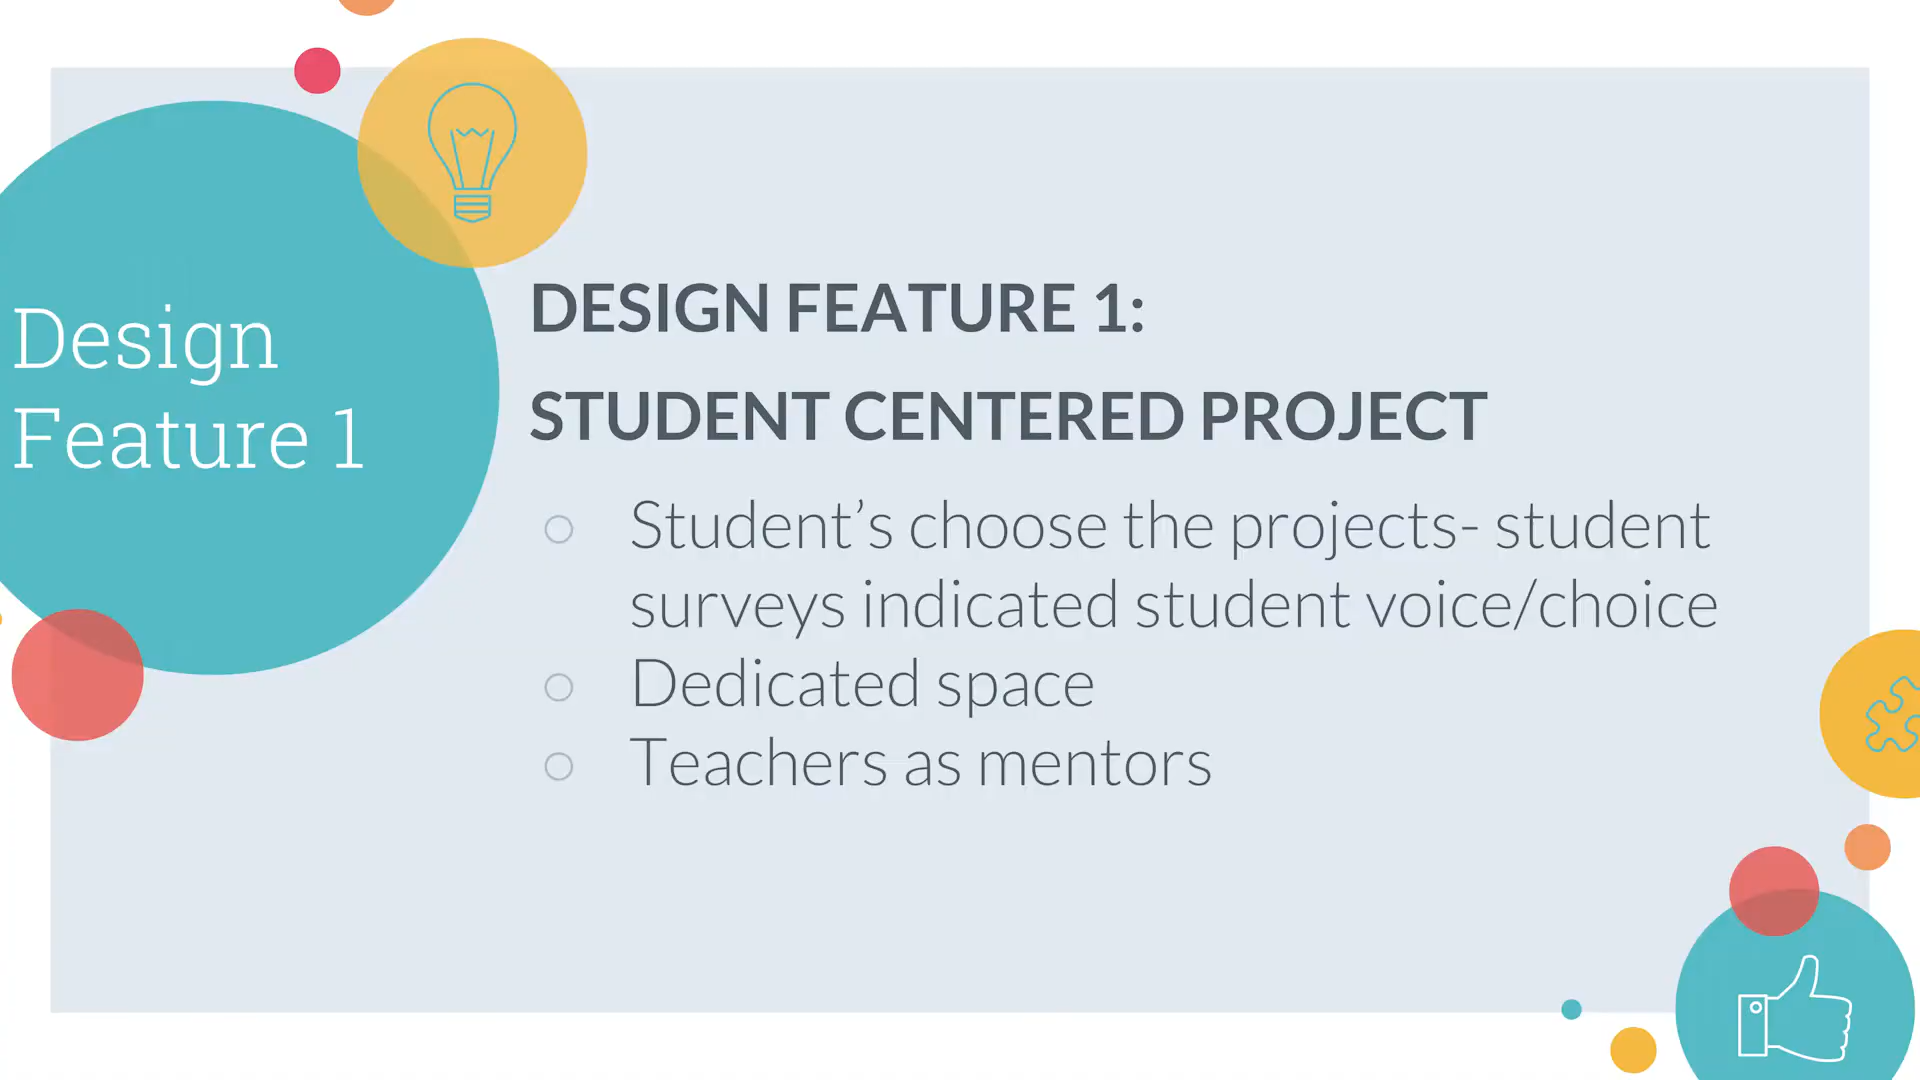 Design
Feature 1
DESIGN FEATURE 1:
STUDENT CENTERED PROJECT
Student’s choose the projects- student
surveys indicated student voice/choice
Dedicated space
Teachers as mentors